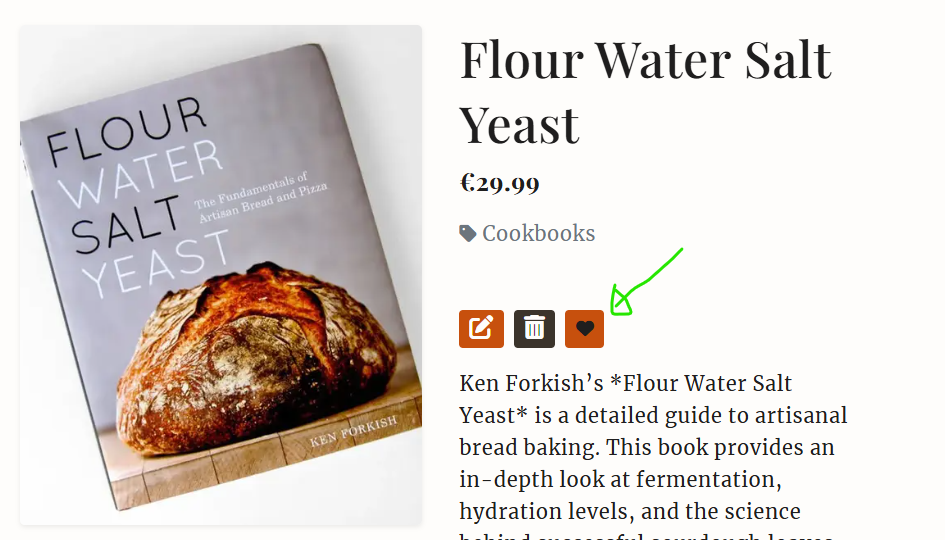 FLOUR
WATER
SALT
YEAST
The Fundamentals of
Artisan Bread and Pizza
KEN FORKISH
Flour Water Salt
Yeast
€29.99
Cookbooks
Ken Forkish’s *Flour Water Salt
Yeast* is a detailed guide to artisanal
bread baking. This book provides an
in-depth look at fermentation,
hydration levels, and the science
behind successful sourdough loaves